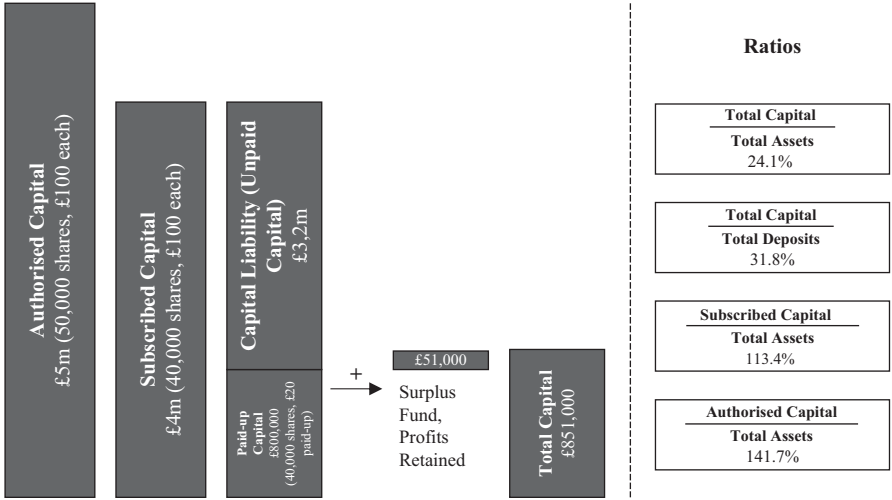 Authorised Capital
£5m (50,000 shares, £100 each)
Subscribed Capital
£4m (40,000 shares, £100 each)
Capital Liability (Unpaid
Capital)
£3,2m
Paid-up
Capital
£800,000
(40,000 shares, £20
paid-up)
+
£51,000
Surplus
Fund,
Profits
Retained
Total Capital
£851,000
Ratios
Total Capital
Total Assets
24.1%
Total Capital
Total Deposits
31.8%
Subscribed Capital
Total Assets
113.4%
Authorised Capital
Total Assets
141.7%